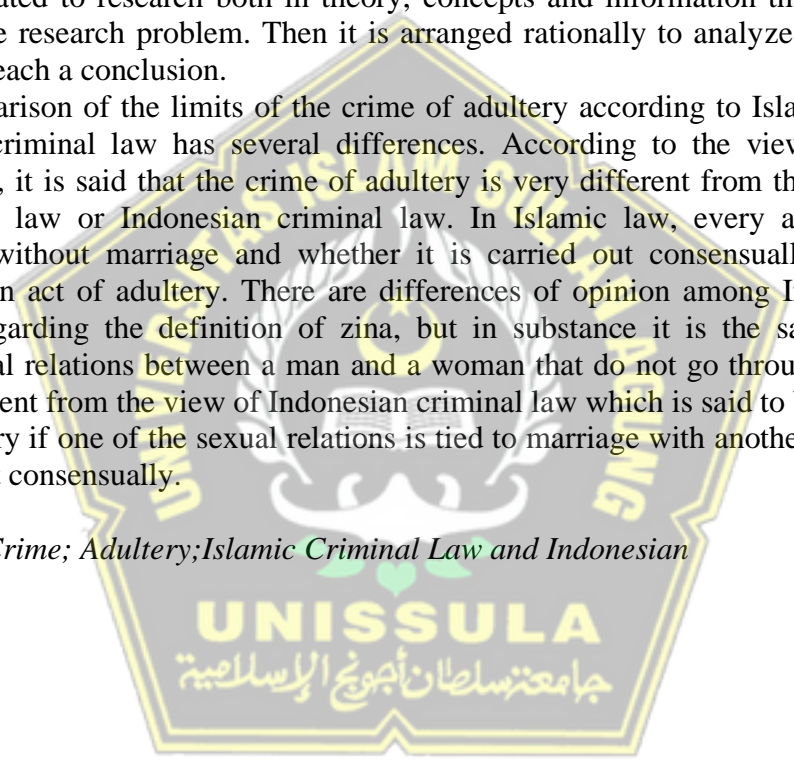 ated to research both in theory, concepts and information th
e research problem. Then it is arranged rationally to analyze
each a conclusion.
arison of the limits of the crime of adultery according to Isla
criminal law has several differences. According to the view
, it is said that the crime of adultery is very different from th
law or Indonesian criminal law. In Islamic law, every a
without marriage and whether it is carried out consensuall
n act of adultery. There are differences of opinion among I
garding the definition of zina, but in substance it is the sa
al relations between a man and a woman that do not go throu
ent from the view of Indonesian criminal law which is said to b
ry if one of the sexual relations is tied to marriage with anothe
t consensually.
Crime; Adultery;Islamic Criminal Law and Indonesian
UNIVERSITAS ISLAM SULTAN AGUNG
UNISSULA
جامعة سلطان أجونج الإسلامية